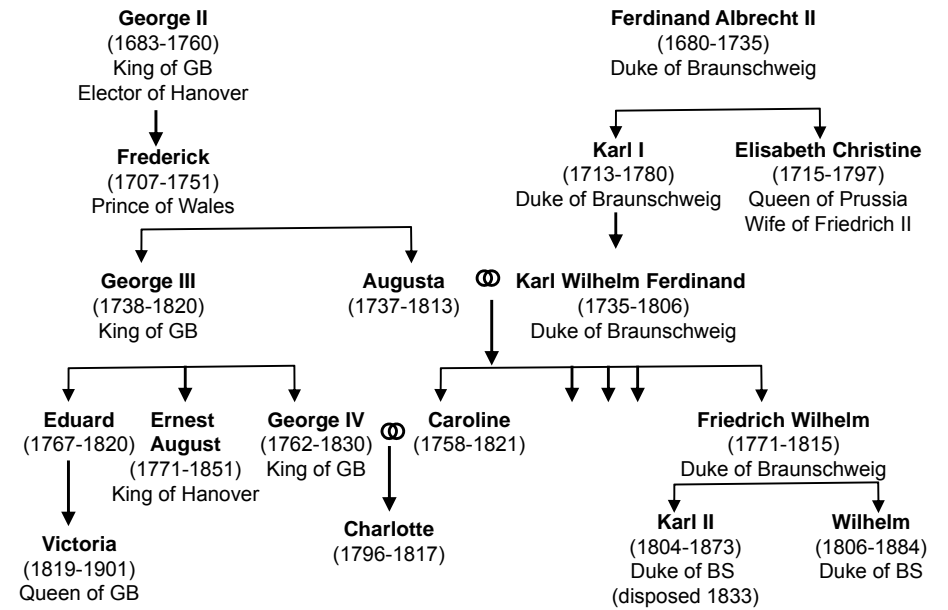 George II
(1683-1760)
King of GB
Elector of Hanover
Ferdinand Albrecht II
(1680-1735)
Duke of Braunschweig
Frederick
(1707-1751)
Prince of Wales
Karl I
(1713-1780)
Duke of Braunschweig
Elisabeth Christine
(1715-1797)
Queen of Prussia
Wife of Friedrich II
George III
(1738-1820)
King of GB
Augusta
(1737-1813)
Karl Wilhelm Ferdinand
(1735-1806)
Duke of Braunschweig
Eduard
(1767-1820)
Ernest
August
(1771-1851)
King of Hanover
George IV
(1762-1830)
King of GB
Caroline
(1758-1821)
Friedrich Wilhelm
(1771-1815)
Duke of Braunschweig
Victoria
(1819-1901)
Queen of GB
Charlotte
(1796-1817)
Karl II
(1804-1873)
Duke of BS
(disposed 1833)
Wilhelm
(1806-1884)
Duke of BS